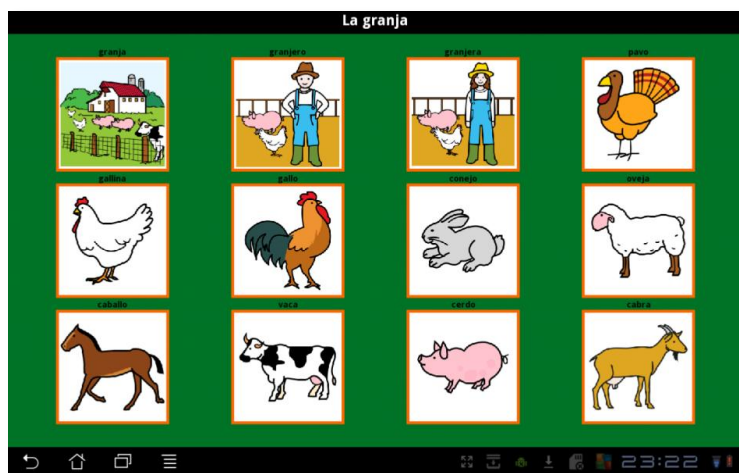 La granja
granja granjero granjera pavo
gallina gallo conejo oveja
caballo vaca cerdo cabra
23:22